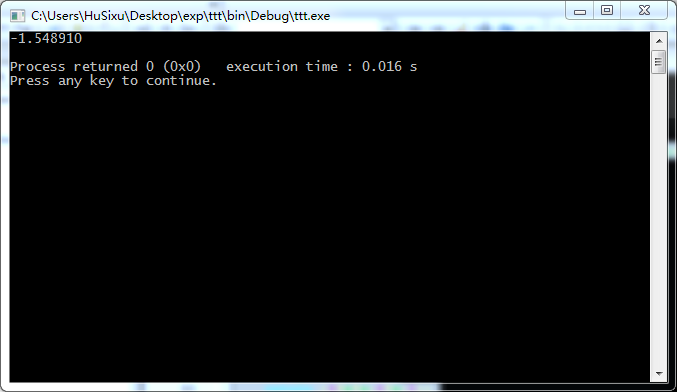 C:\Users\HuSixu\Desktop\exp\ttt\bin\Debug\ttt.exe
-1.548910
Process returned 0 (0x0)   execution time : 0.016 s
Press any key to continue.